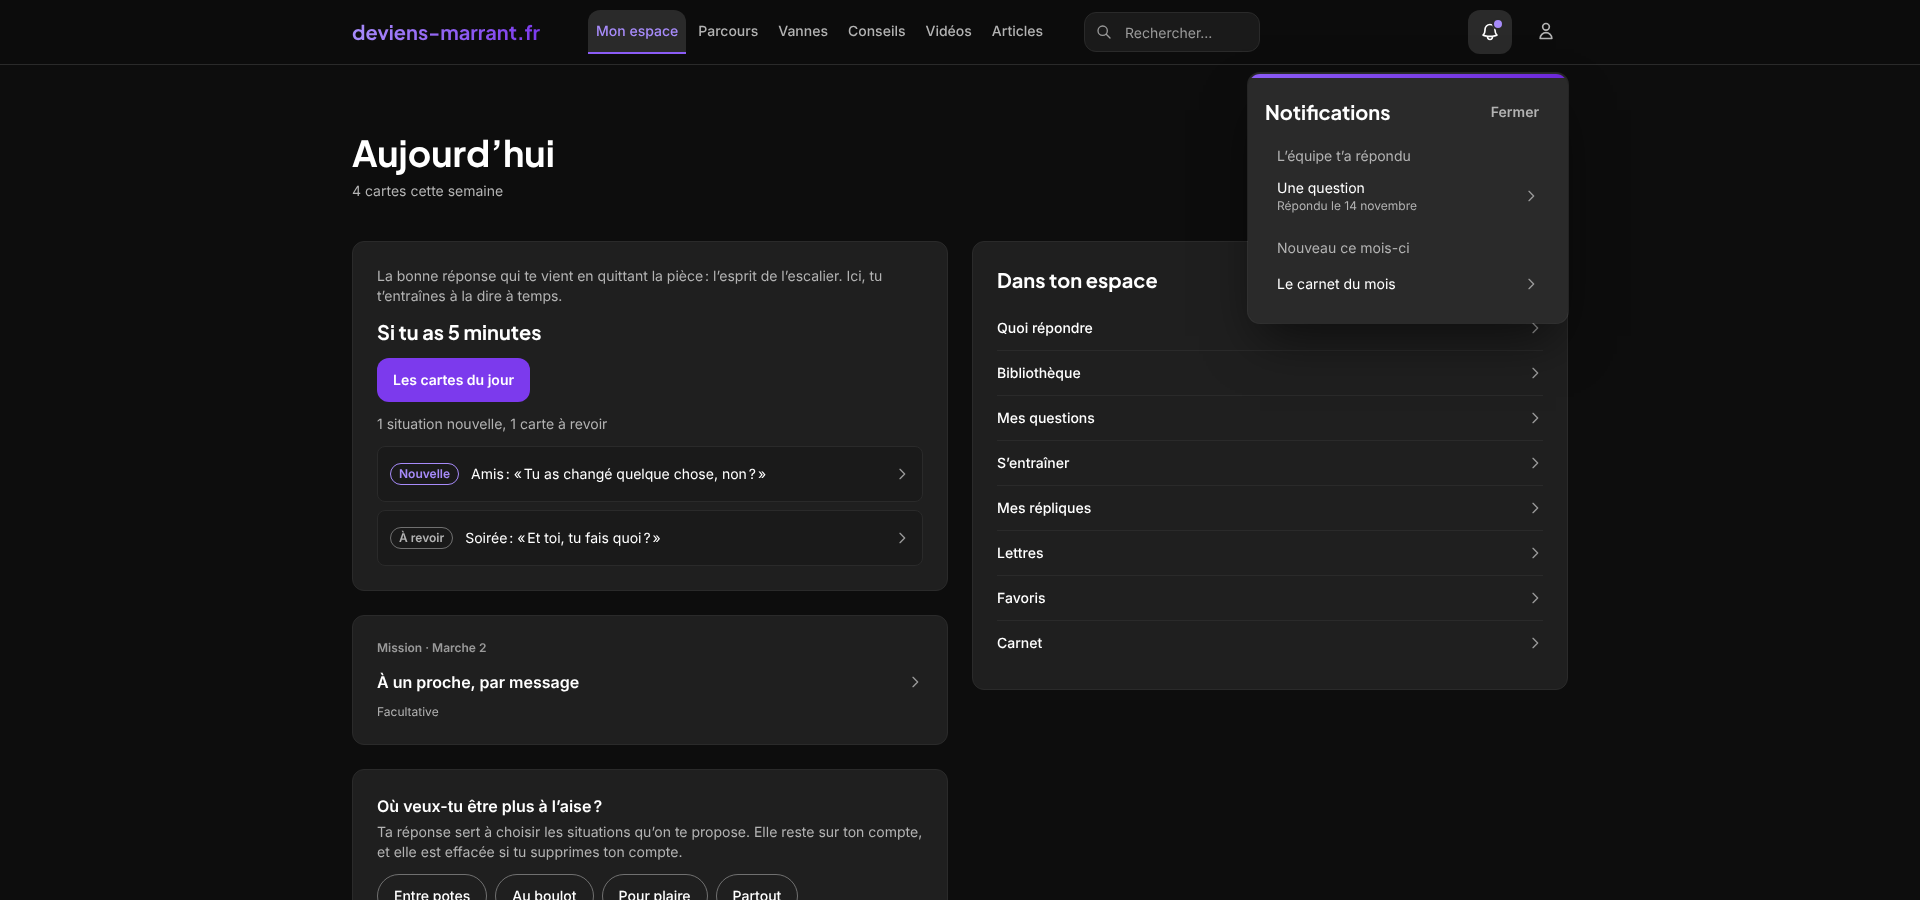 deviens-marrant.fr
Mon espace
Parcours
Vannes
Conseils
Vidéos
Articles
Rechercher...
Notifications
Fermer
L’équipe t’a répondu
Une question
Répondu le 14 novembre
Nouveau ce mois-ci
Le carnet du mois
Aujourd’hui
4 cartes cette semaine
La bonne réponse qui te vient en quittant la pièce : l’esprit de l’escalier. Ici, tu
t’entraînes à la dire à temps.
Si tu as 5 minutes
Les cartes du jour
1 situation nouvelle, 1 carte à revoir
Nouvelle
Amis : « Tu as changé quelque chose, non ? »
À revoir
Soirée : « Et toi, tu fais quoi ? »
Mission · Marche 2
À un proche, par message
Facultative
Où veux-tu être plus à l’aise ?
Ta réponse sert à choisir les situations qu’on te propose. Elle reste sur ton compte,
et elle est effacée si tu supprimes ton compte.
Entre potes
Au boulot
Pour plaire
Partout
Dans ton espace
Quoi répondre
Bibliothèque
Mes questions
S’entraîner
Mes répliques
Lettres
Favoris
Carnet